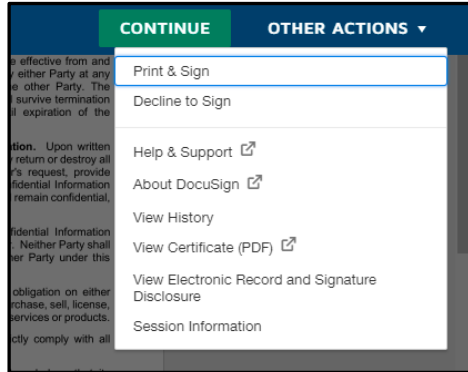 CONTINUE OTHER ACTIONS
Print & Sign
Decline to Sign
Help & Support
About DocuSign
View History
View Certificate (PDF)
View Electronic Record and Signature
Disclosure
Session Information
e effective from and
either Party at any
e other Party. The
survive termination
il expiration of the
tion. Upon written
return or destroy all
r's request, provide
fidential Information
remain confidential,
fidential Information
. Neither Party shall
er Party under this
obligation on either
rchase, sell, license,
services or products.
ctly comply with all